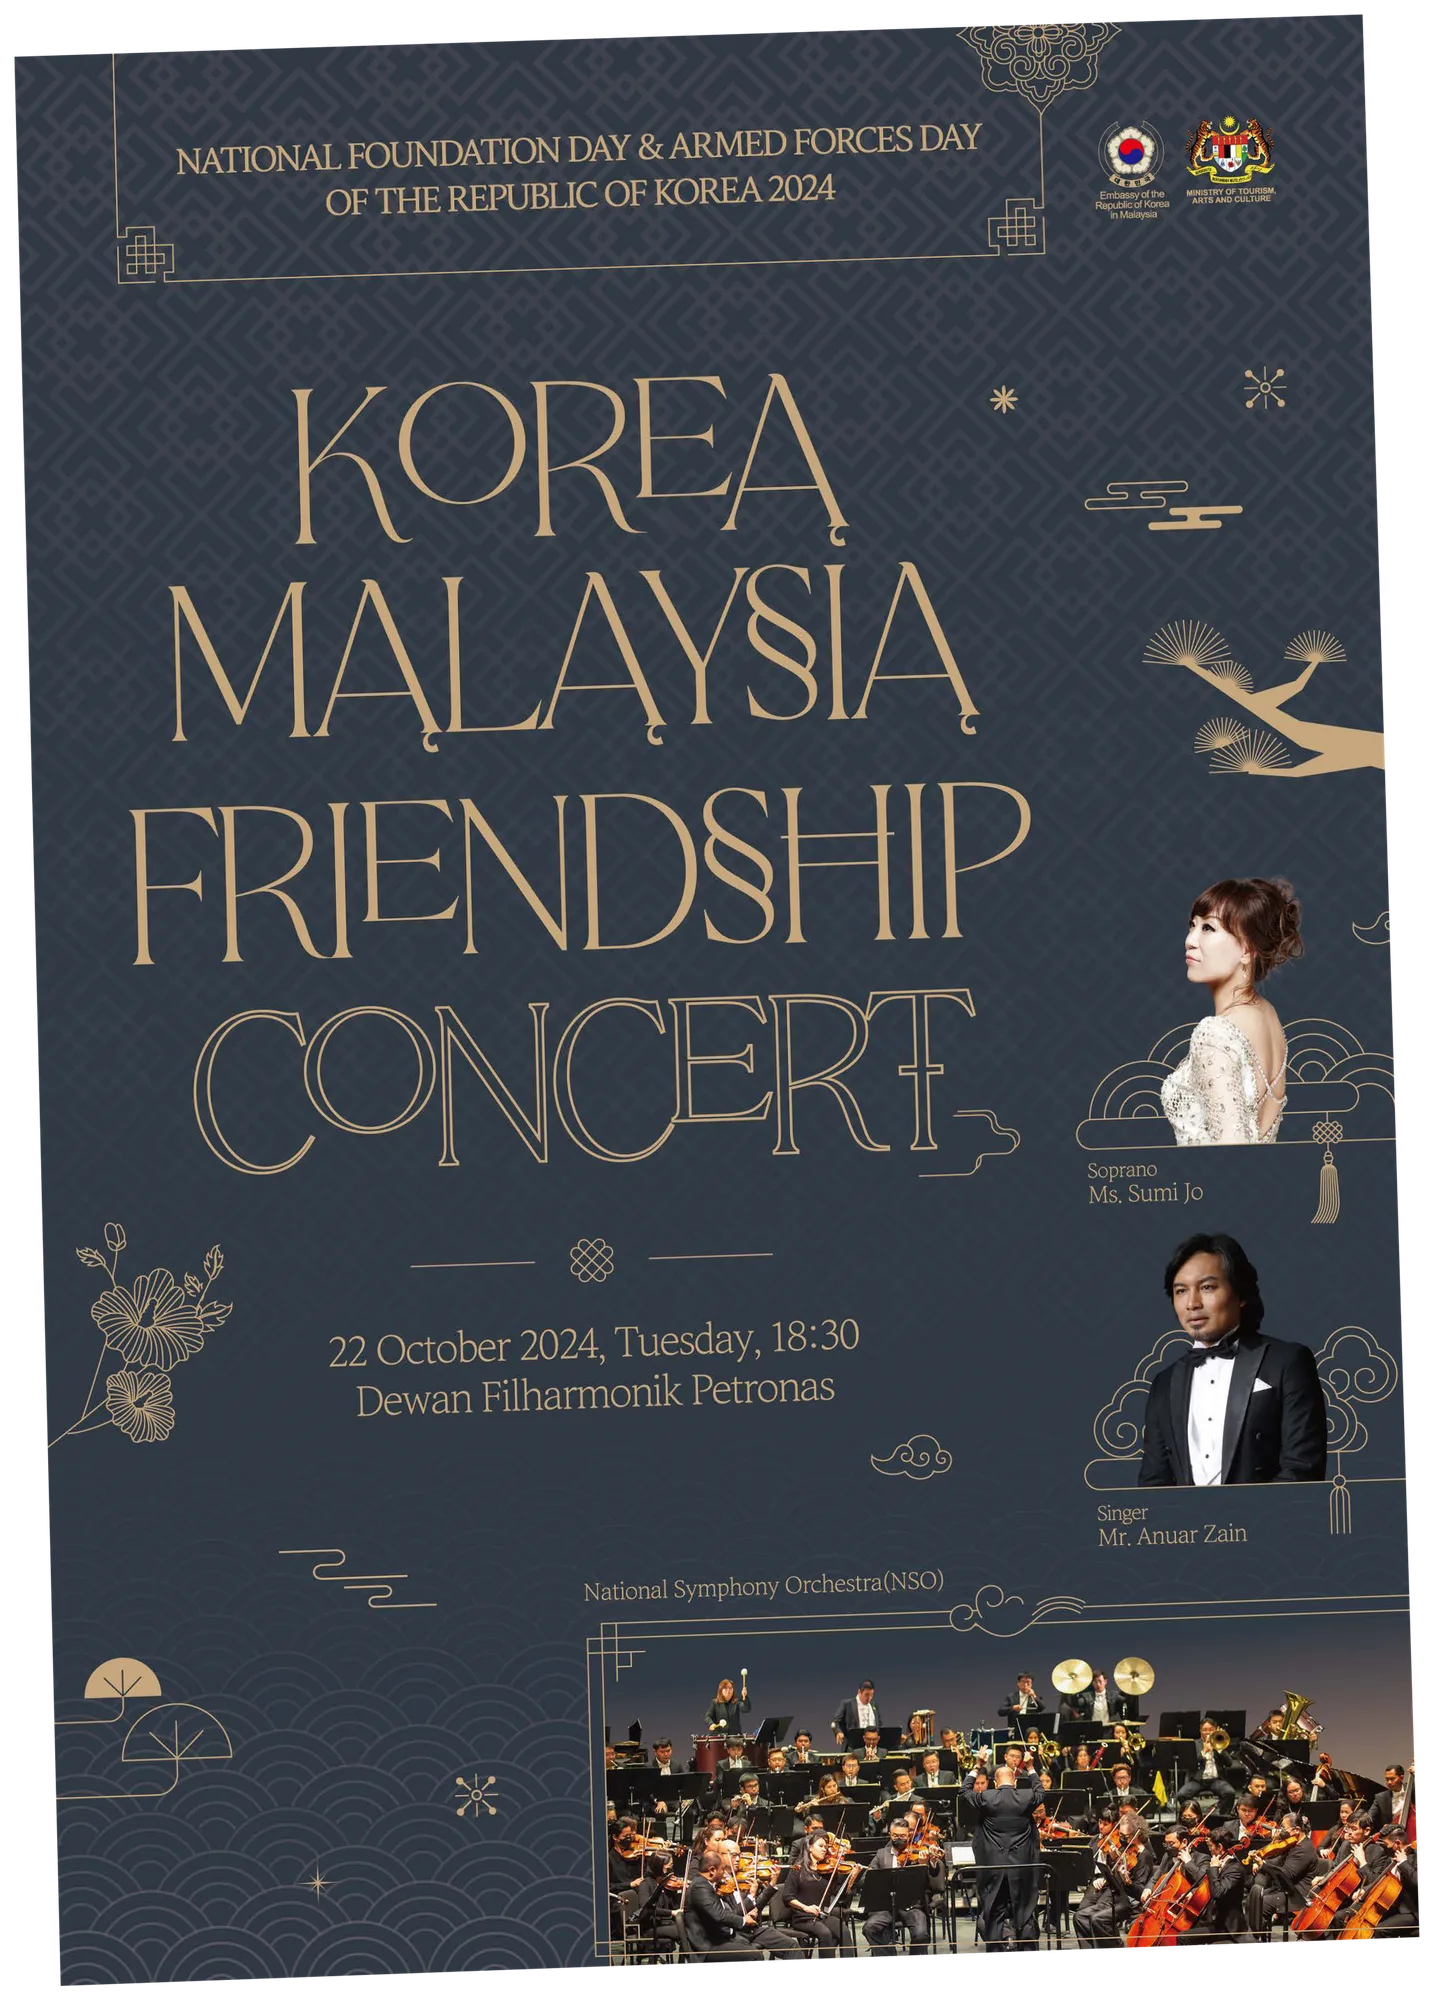 NATIONAL FOUNDATION DAY & ARMED FORCES DAY
OF THE REPUBLIC OF KOREA 2024
Embassy of the
Republic of Korea
in Malaysia
MINISTRY OF TOURISM,
ARTS AND CULTURE
KOREA
MALAYSIA
FRIENDSHIP
CONCERT
Soprano
Ms. Sumi Jo
22 October 2024, Tuesday, 18:30
Dewan Filharmonik Petronas
Singer
Mr. Anuar Zain
National Symphony Orchestra(NSO)